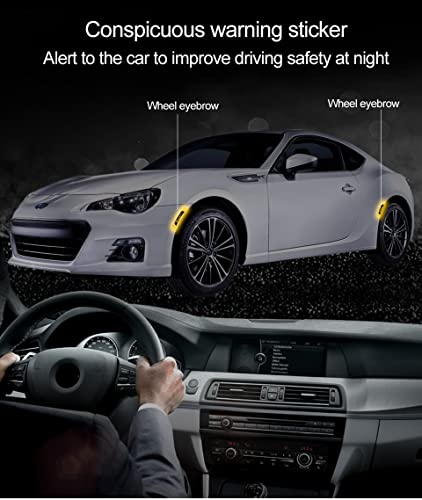 Conspicuous warning sticker
Alert to the car to improve driving safety at night
Wheel eyebrow
Wheel eyebrow